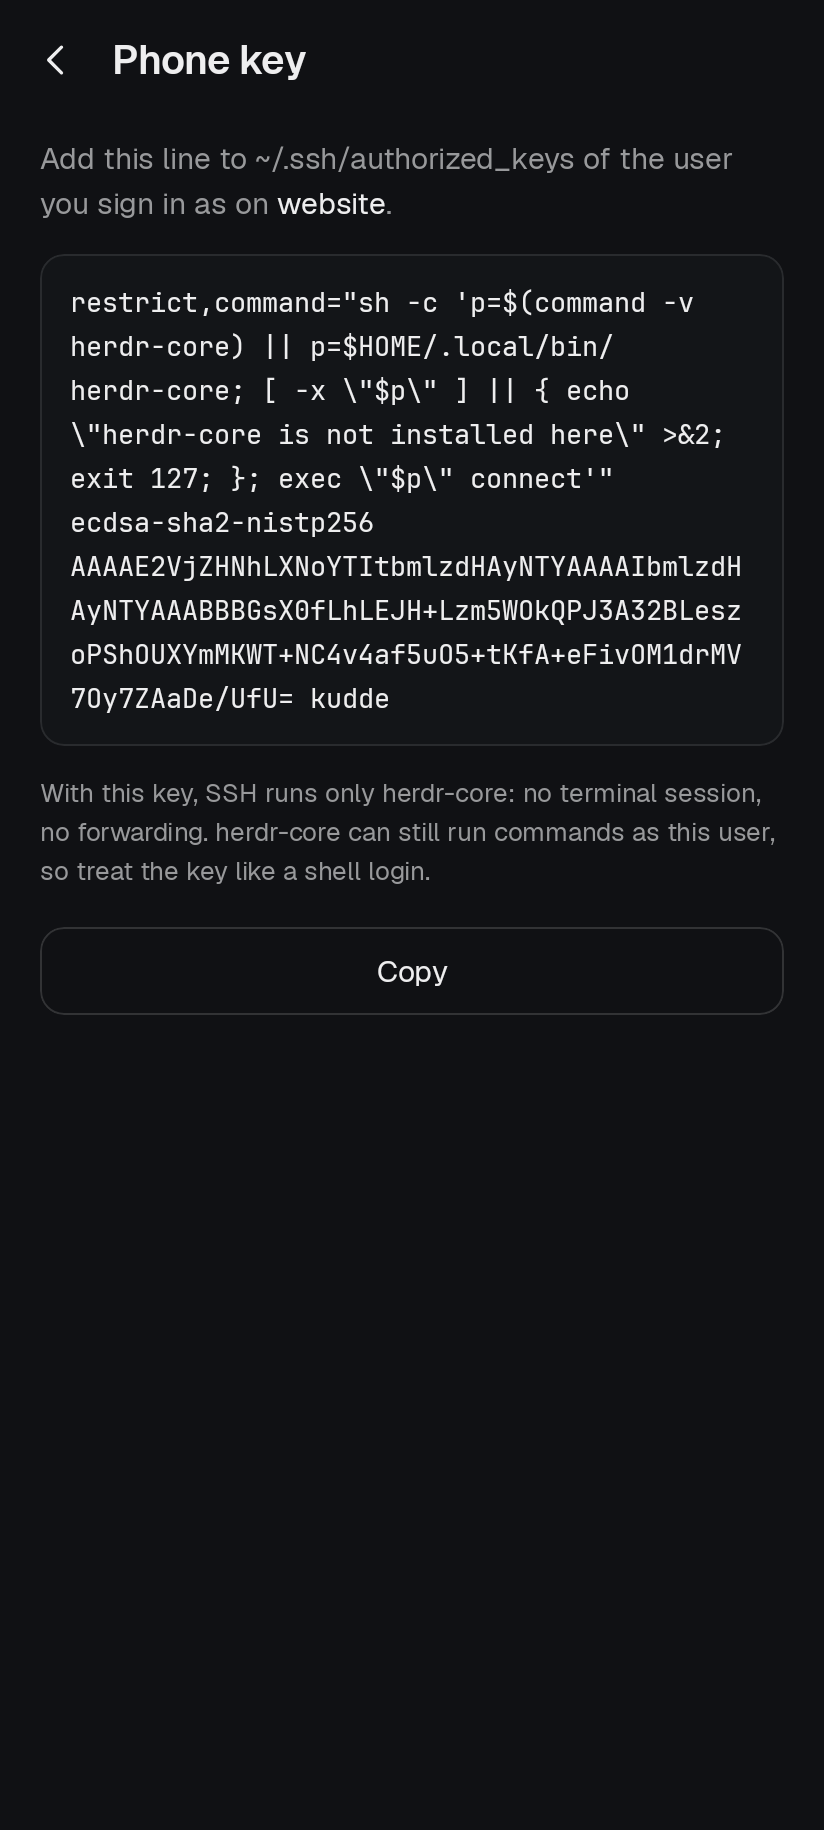 Phone key
Add this line to ~/.ssh/authorized_keys of the user
you sign in as on website.
restrict,command="sh -c 'p=$(command -v
herdr-core) || p=$HOME/.local/bin/
herdr-core; [ -x \"$p\" ] || { echo
\"herdr-core is not installed here\" >&2;
exit 127; }; exec \"$p\" connect'"
ecdsa-sha2-nistp256
AAAAE2VjZHNhLXNoYTItbmlzdHAyNTYAAAAIbmlzdH
AyNTYAAABBBGsX0fLhLEJH+Lzm5WOkQPJ3A32BLesz
oPShOUXYmMKWT+NC4v4af5uO5+tKfA+eFivOM1drMV
7Oy7ZAaDe/UfU= kudde
With this key, SSH runs only herdr-core: no terminal session,
no forwarding. herdr-core can still run commands as this user,
so treat the key like a shell login.
Copy